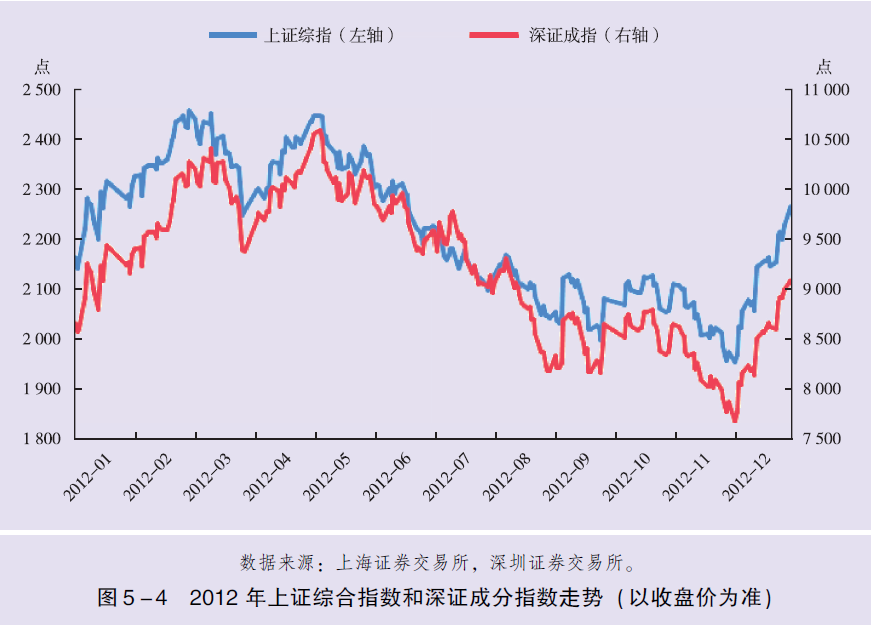 上证综指（左轴） 深证成指（右轴）
点 点
2 500 11 000
2 400 10 500
2 300 10 000
2 200 9 500
2 100 9 000
2 000 8 500
1 900 8 000
1 800 7 500
2012-01 2012-02 2012-03 2012-04 2012-05 2012-06 2012-07 2012-08 2012-09 2012-10 2012-11 2012-12
数据来源：上海证券交易所，深圳证券交易所。
图 5-4 2012 年上证综合指数和深证成分指数走势（以收盘价为准）